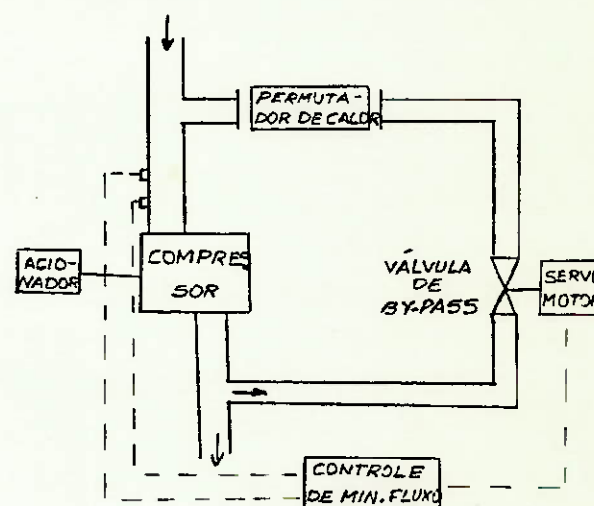 PERMUTA-
DOR DE CALOR
ACIO-
NADOR
COMPRES
SOR
VÁLVULA
DE
BY-PASS
SERVO
MOTOR
CONTROLE
DE MIN. FLUXO